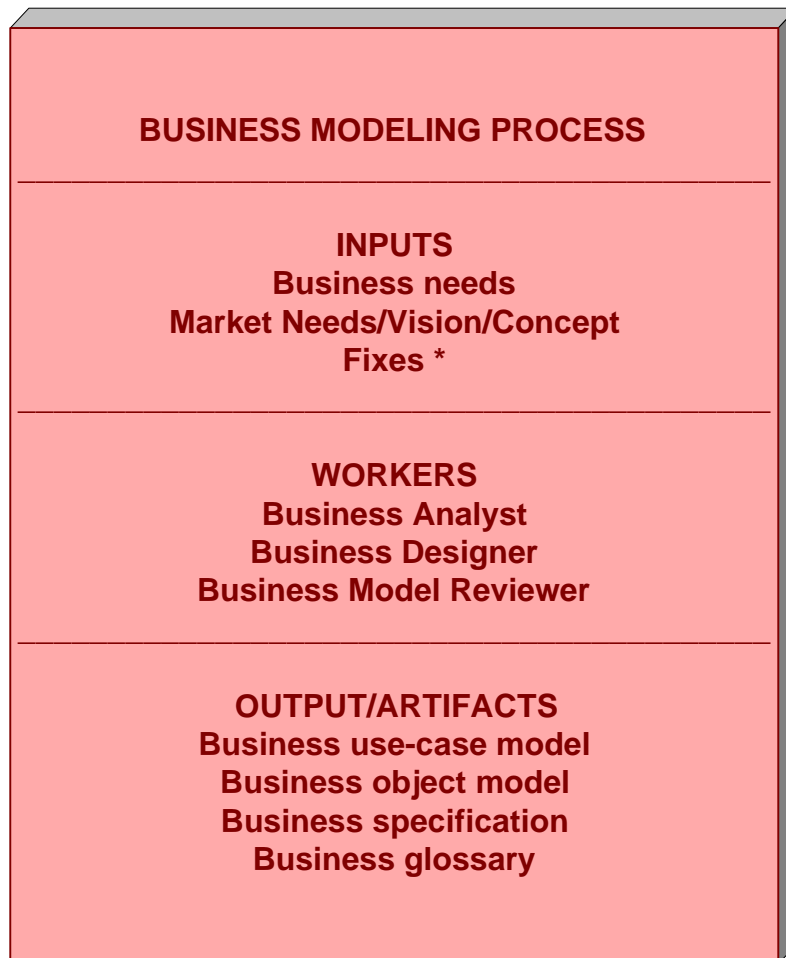 BUSINESS MODELING PROCESS
INPUTS
Business needs
Market Needs/Vision/Concept
Fixes *
WORKERS
Business Analyst
Business Designer
Business Model Reviewer
OUTPUT/ARTIFACTS
Business use-case model
Business object model
Business specification
Business glossary